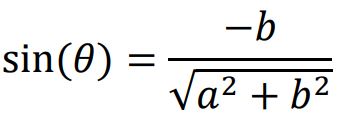 sin(θ) = -b / √(a² + b²)